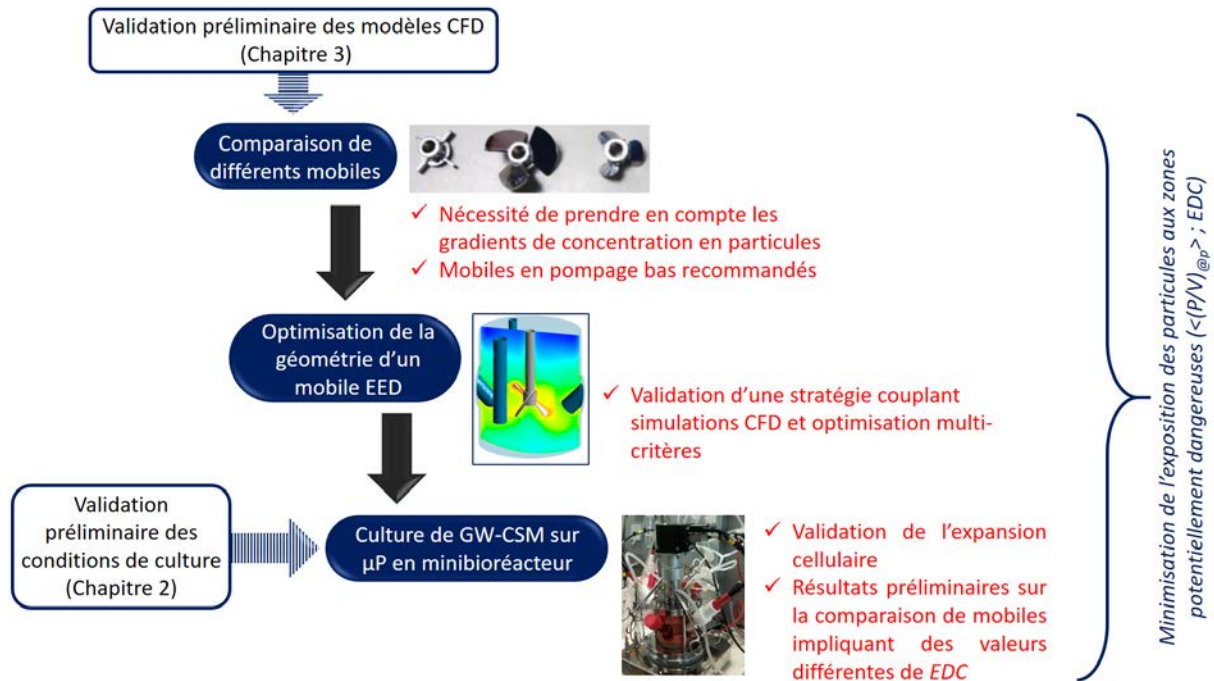 Validation préliminaire des modèles CFD
(Chapitre 3)
Comparaison de
différents mobiles
✓ Nécessité de prendre en compte les
gradients de concentration en particules
✓ Mobiles en pompage bas recommandés
Optimisation de la
géométrie d'un
mobile EED
✓ Validation d'une stratégie couplant
simulations CFD et optimisation multi-
critères
Validation
préliminaire des
conditions de culture
(Chapitre 2)
Culture de GW-CSM sur
µP en minibioréacteur
✓ Validation de l'expansion
cellulaire
✓ Résultats préliminaires sur
la comparaison de mobiles
impliquant des valeurs
différentes de EDC
Minimisation de l'exposition des particules aux zones
potentiellement dangereuses (<(P/V)@p> ; EDC)